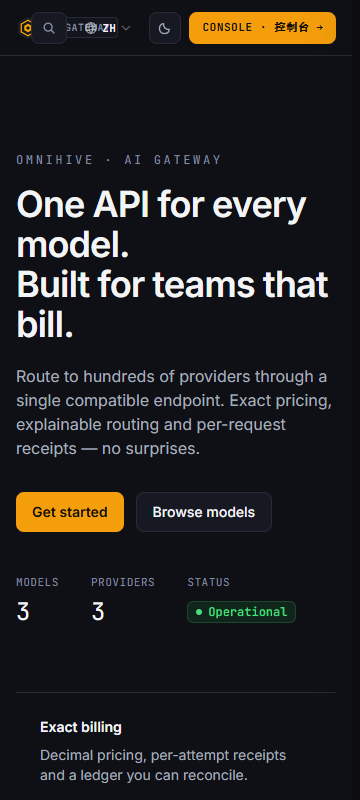 ZH
CONSOLE · 控制台 →
OMNIHIVE · AI GATEWAY
One API for every
model.
Built for teams that
bill.
Route to hundreds of providers through a
single compatible endpoint. Exact pricing,
explainable routing and per-request
receipts — no surprises.
Get started
Browse models
MODELS
PROVIDERS
STATUS
3
3
Operational
Exact billing
Decimal pricing, per-attempt receipts
and a ledger you can reconcile.